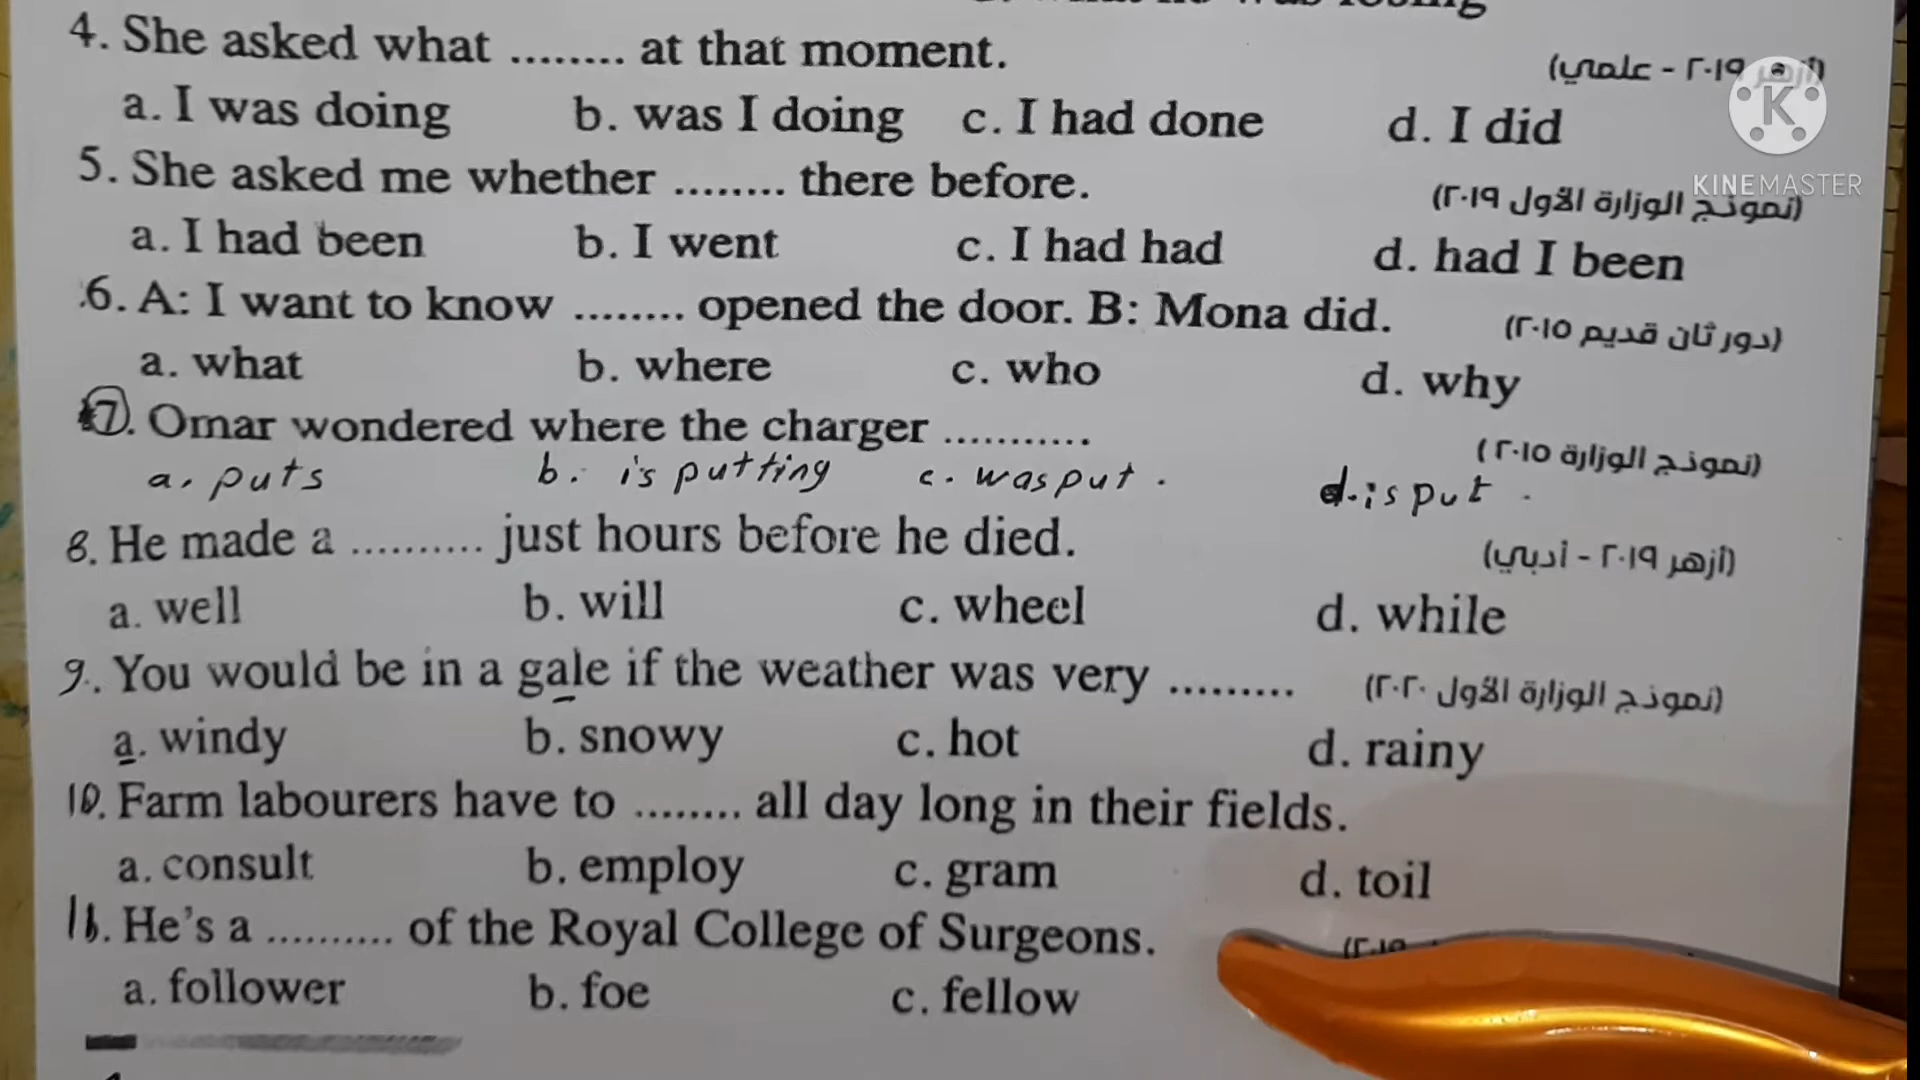 4. She asked what ........ at that moment. (أزهر ٢٠١٩ - علمي)
a. I was doing b. was I doing c. I had done d. I did
KINEMASTER
5. She asked me whether ........ there before. (نموذج الوزارة الأول ٢٠١٩)
a. I had been b. I went c. I had had d. had I been
6. A: I want to know ........ opened the door. B: Mona did. (دور ثان قديم ٢٠١٥)
a. what b. where c. who d. why
7. Omar wondered where the charger ........... (نموذج الوزارة ٢٠١٥)
a. puts b. is putting c. was put. d. is put.
8. He made a .......... just hours before he died. (أزهر ٢٠١٩ - أدبي)
a. well b. will c. wheel d. while
9. You would be in a gale if the weather was very ......... (نموذج الوزارة الأول ٢٠٢٠)
a. windy b. snowy c. hot d. rainy
10. Farm labourers have to ........ all day long in their fields.
a. consult b. employ c. gram d. toil
11. He's a .......... of the Royal College of Surgeons.
a. follower b. foe c. fellow